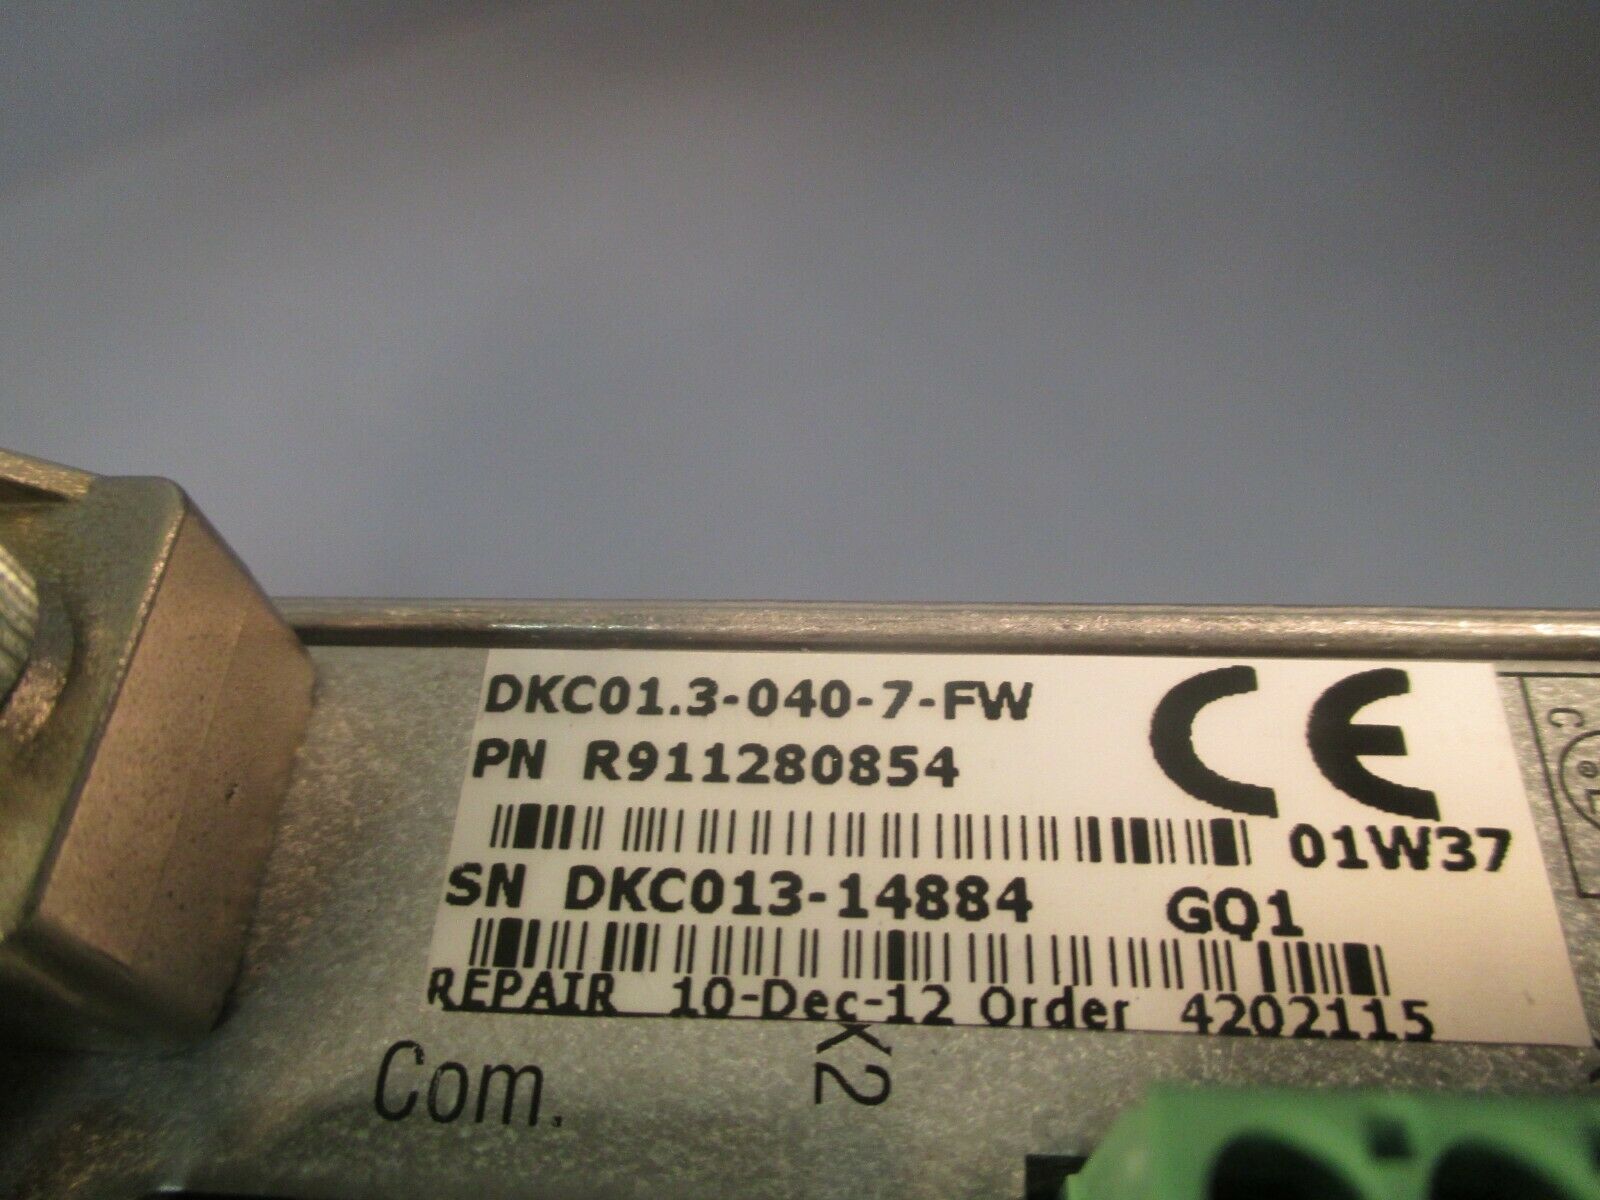 DKC01.3-040-7-FW
PN R911280854
CE
01W37
SN DKC013-14884 GQ1
REPAIR 10-Dec-12 Order 4202115
Com.
K2
C